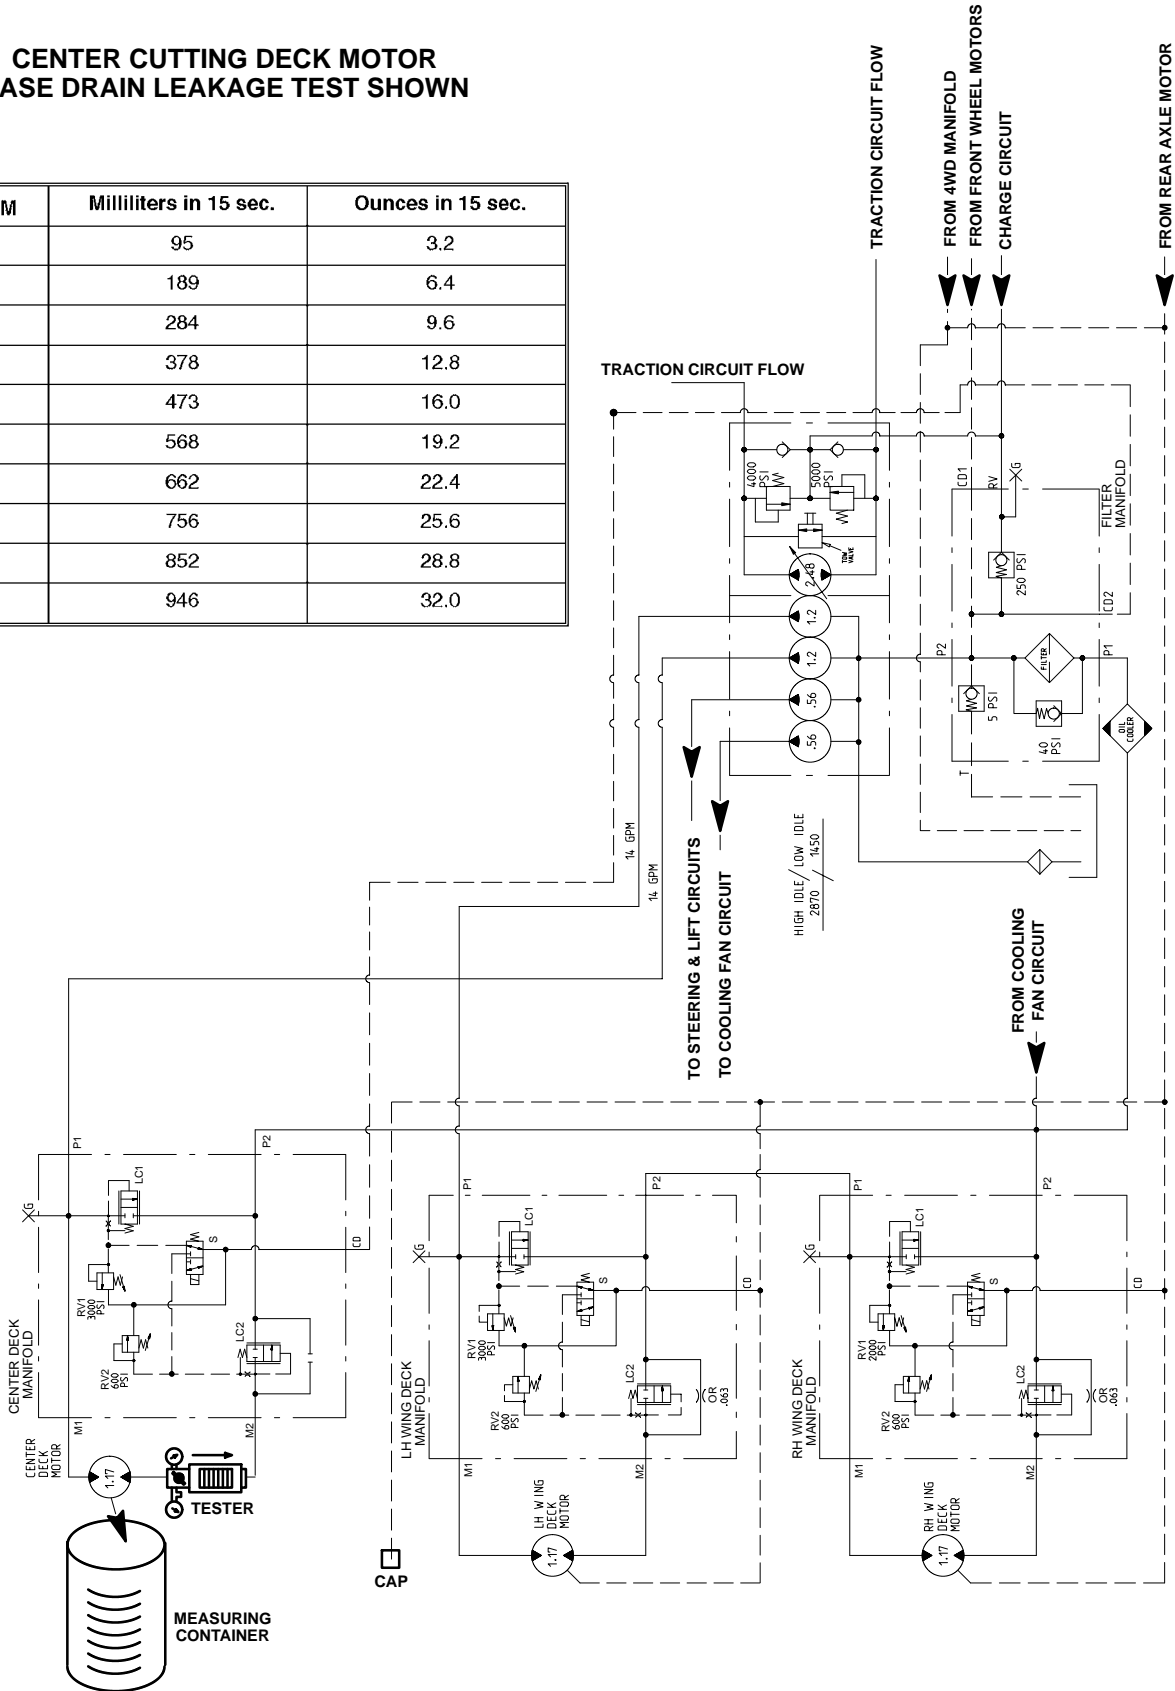 CENTER CUTTING DECK MOTOR
ASE DRAIN LEAKAGE TEST SHOWN
M Milliliters in 15 sec. Ounces in 15 sec.
95 3.2
189 6.4
284 9.6
378 12.8
473 16.0
568 19.2
662 22.4
756 25.6
852 28.8
946 32.0
TRACTION CIRCUIT FLOW
FROM 4WD MANIFOLD
FROM FRONT WHEEL MOTORS
CHARGE CIRCUIT
FROM REAR AXLE MOTOR
TRACTION CIRCUIT FLOW
4000
PSI
5000
PSI
TOW
VALVE
2.48
1.2
1.2
.56
.56
CD1
RV
G
FILTER
MANIFOLD
250 PSI
CD2
P2
FILTER
P1
5 PSI
40
PSI
OIL
COOLER
T
14 GPM
14 GPM
HIGH IDLE / LOW IDLE
2870 / 1450
TO STEERING & LIFT CIRCUITS
TO COOLING FAN CIRCUIT
FROM COOLING
FAN CIRCUIT
CENTER DECK
MANIFOLD
G
P1
P2
LC1
S
CD
RV1
3000
PSI
RV2
600
PSI
LC2
M1
M2
CENTER
DECK
MOTOR
1.17
TESTER
MEASURING
CONTAINER
CAP
LH WING DECK
MANIFOLD
G
P1
P2
LC1
S
CD
RV1
3000
PSI
RV2
600
PSI
LC2
OR
.063
M1
M2
LH WING
DECK
MOTOR
1.17
RH WING DECK
MANIFOLD
G
P1
P2
LC1
S
CD
RV1
2000
PSI
RV2
600
PSI
LC2
OR
.063
M1
M2
RH WING
DECK
MOTOR
1.17